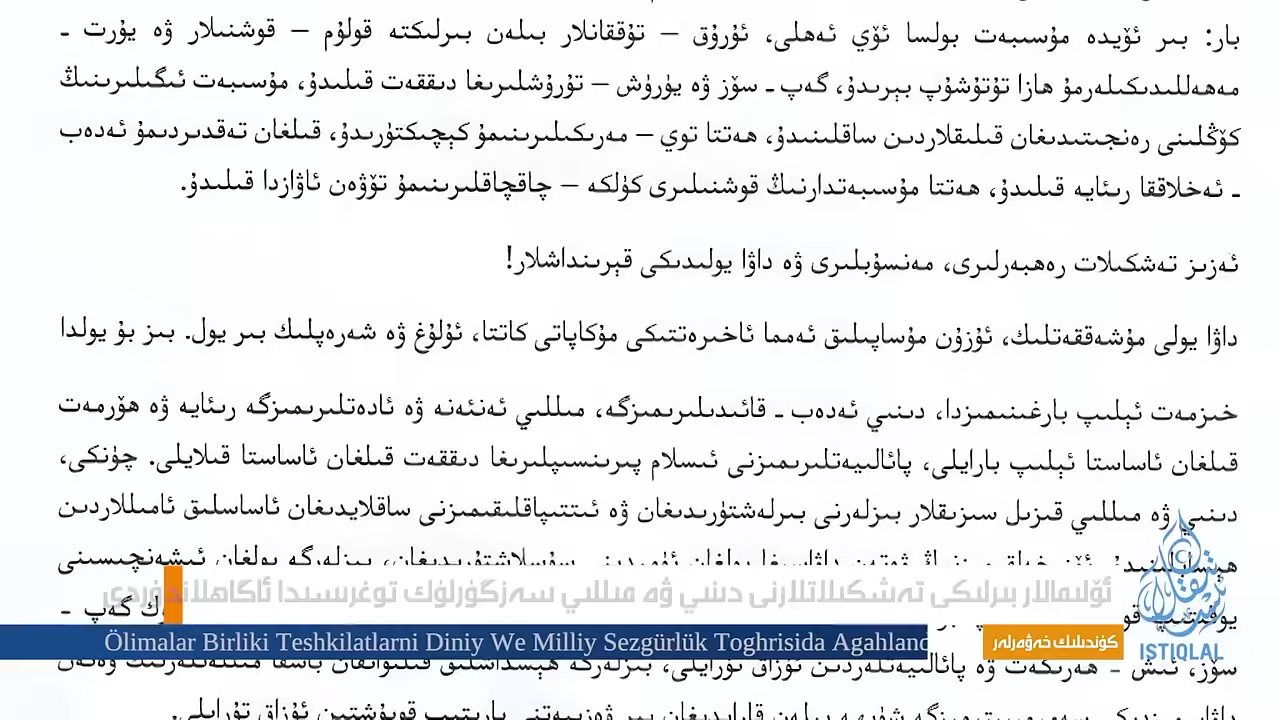 بار: بىر ئۆيدە مۇسىبەت بولسا ئۆي ئەھلى، ئۇرۇق – تۇققانلار بىلەن بىرلىكتە قولۇم – قوشنىلار ۋە يۇرت ـ
مەھەللىدىكىلەرمۇ ھازا تۇتۇشۇپ بېرىدۇ، گەپ ـ سۆز ۋە يۈرۈش – تۇرۇشلىرىغا دىققەت قىلىدۇ، مۇسىبەت ئىگىلىرىنىڭ
كۆڭلىنى رەنجىتىدىغان قىلىقلاردىن ساقلىنىدۇ، ھەتتا توي – مەرىكىلىرىنىمۇ كېچىكتۈرىدۇ، قىلغان تەقدىردىمۇ ئەدەب
ـ ئەخلاققا رىئايە قىلىدۇ، ھەتتا مۇسىبەتدارنىڭ قوشنىلىرى كۈلكە – چاقچاقلىرىنىمۇ تۆۋەن ئاۋازدا قىلىدۇ.
ئەزىز تەشكىلات رەھبەرلىرى، مەنسۇبلىرى ۋە داۋا يولىدىكى قېرىنداشلار!
داۋا يولى مۇشەققەتلىك، ئۇزۇن مۇساپىلىق ئەمما ئاخىرەتتىكى مۇكاپاتى كاتتا، ئۇلۇغ ۋە شەرەپلىك بىر يول. بىز بۇ يولدا
خىزمەت ئېلىپ بارغىنىمىزدا، دىنىي ئەدەب ـ قائىدىلىرىمىزگە، مىللىي ئەنئەنە ۋە ئادەتلىرىمىزگە رىئايە ۋە ھۆرمەت
قىلغان ئاساستا ئېلىپ بارايلى، پائالىيەتلىرىمىزنى ئىسلام پىرىنسىپلىرىغا دىققەت قىلغان ئاساستا قىلايلى. چۈنكى،
دىنىي ۋە مىللىي قىزىل سىزىقلار بىزلەرنى بىرلەشتۈرىدىغان ۋە ئىتتىپاقلىقىمىزنى ساقلايدىغان ئاساسلىق ئامىللاردىن
ئۆلىمالار بىرلىكى تەشكىلاتلارنى دىنىي ۋە مىللىي سەزگۈرلۈك توغرىسىدا ئاگاھلاندۇردى
Ölimalar Birliki Teshkilatlarni Diniy We Milliy Sezgürlük Toghrisida Agahland
كۈندىلىك خەۋەرلەر
ISTIQLAL